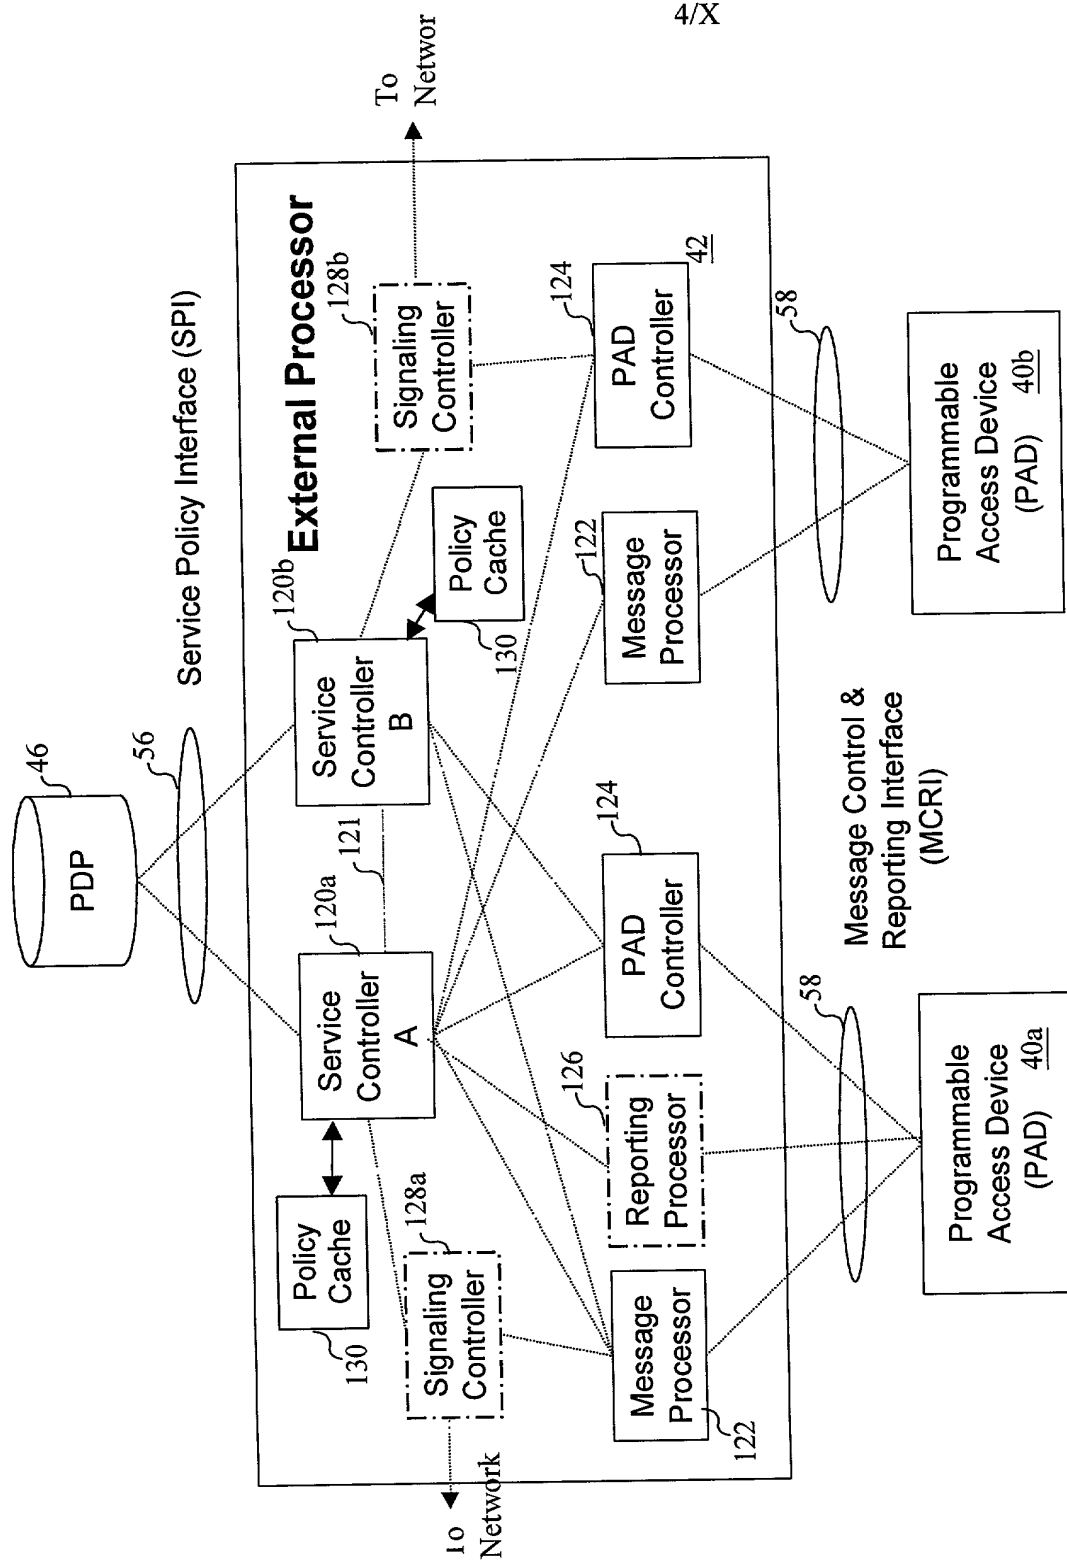 4/X
46
PDP
56
Service Policy Interface (SPI)
External Processor
130
Policy
Cache
120a
Service
Controller
A
121
120b
Service
Controller
B
130
Policy
Cache
128a
Signaling
Controller
128b
Signaling
Controller
To
Network
To
Networ
122
Message
Processor
126
Reporting
Processor
124
PAD
Controller
122
Message
Processor
124
PAD
Controller
42
58
58
Message Control &
Reporting Interface
(MCRI)
Programmable
Access Device
(PAD) 40a
Programmable
Access Device
(PAD) 40b